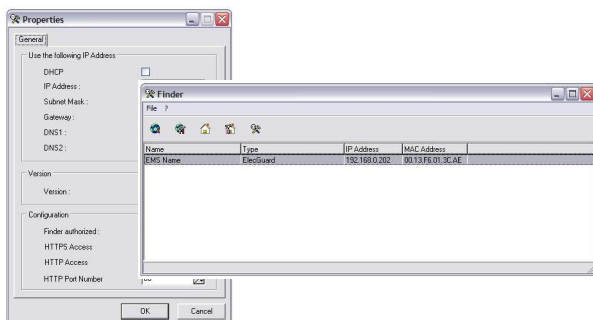 Properties
General
Use the following IP Address
DHCP
IP Address :
Subnet Mask :
Gateway :
DNS1 :
DNS2 :
Version
Version :
Configuration
Finder authorized :
HTTPS Access
HTTP Access
HTTP Port Number
OK Cancel
Finder
File ?
Name Type IP Address MAC Address
EMS Name ElecGuard 192.168.0.202 00.13.F6.01.3C.AE